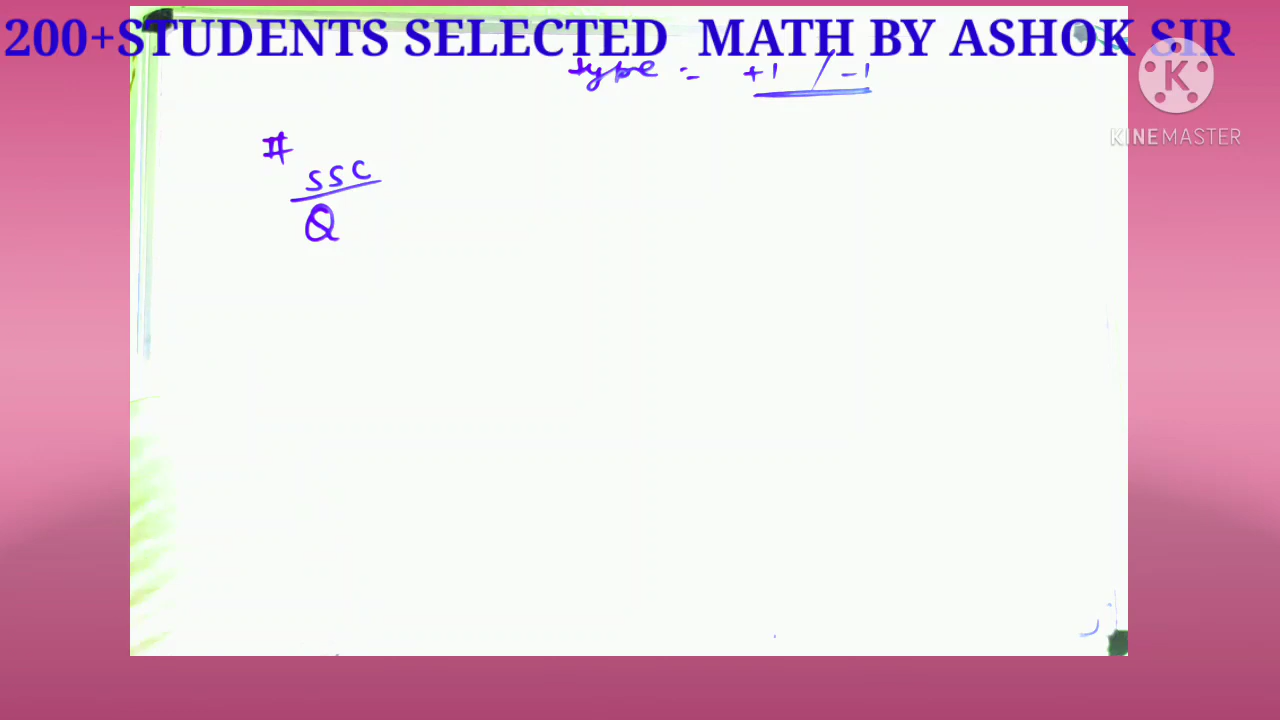 200+STUDENTS SELECTED MATH BY ASHOK SIR
type :- +1 / -1
KINEMASTER
#
SSC
Q